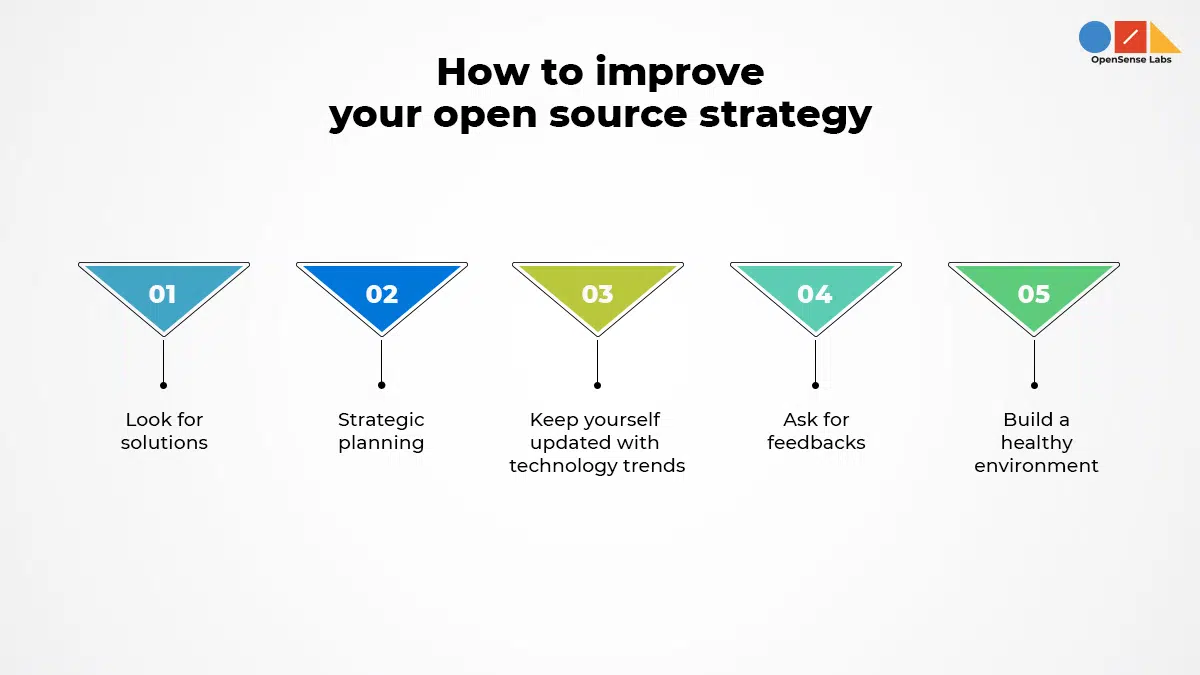 OpenSense Labs
How to improve
your open source strategy
01
02
03
04
05
Look for
solutions
Strategic
planning
Keep yourself
updated with
technology trends
Ask for
feedbacks
Build a
healthy
environment